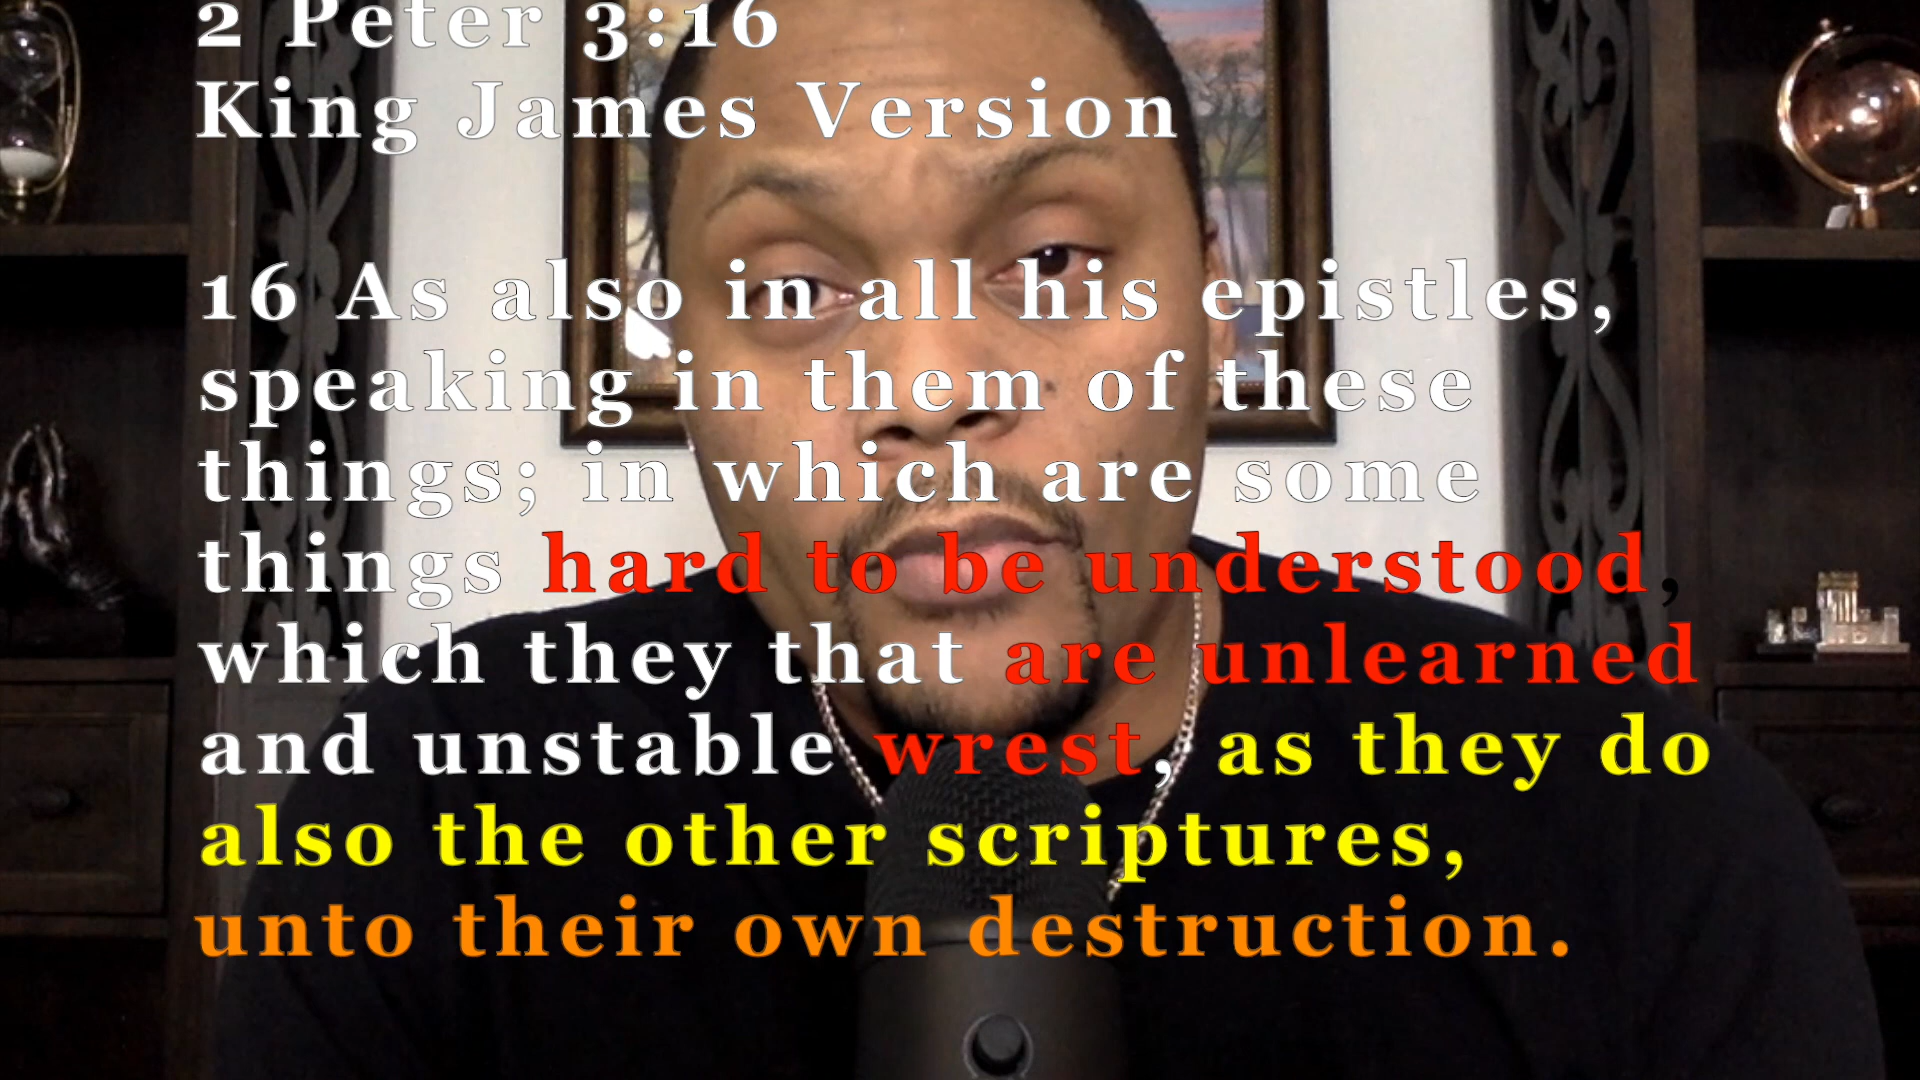 2 Peter 3:16
King James Version
16 As also in all his epistles,
speaking in them of these
things; in which are some
things hard to be understood,
which they that are unlearned
and unstable wrest, as they do
also the other scriptures,
unto their own destruction.